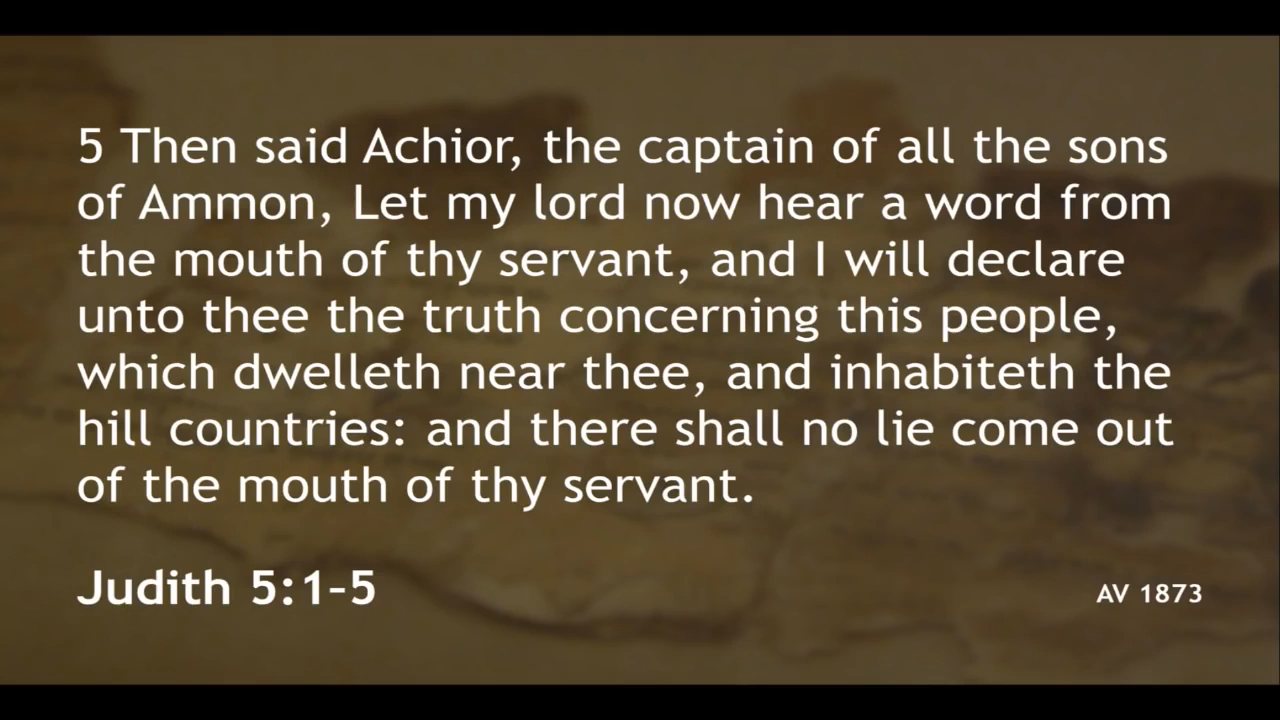 5 Then said Achior, the captain of all the sons
of Ammon, Let my lord now hear a word from
the mouth of thy servant, and I will declare
unto thee the truth concerning this people,
which dwelleth near thee, and inhabiteth the
hill countries: and there shall no lie come out
of the mouth of thy servant.
Judith 5:1–5
AV 1873